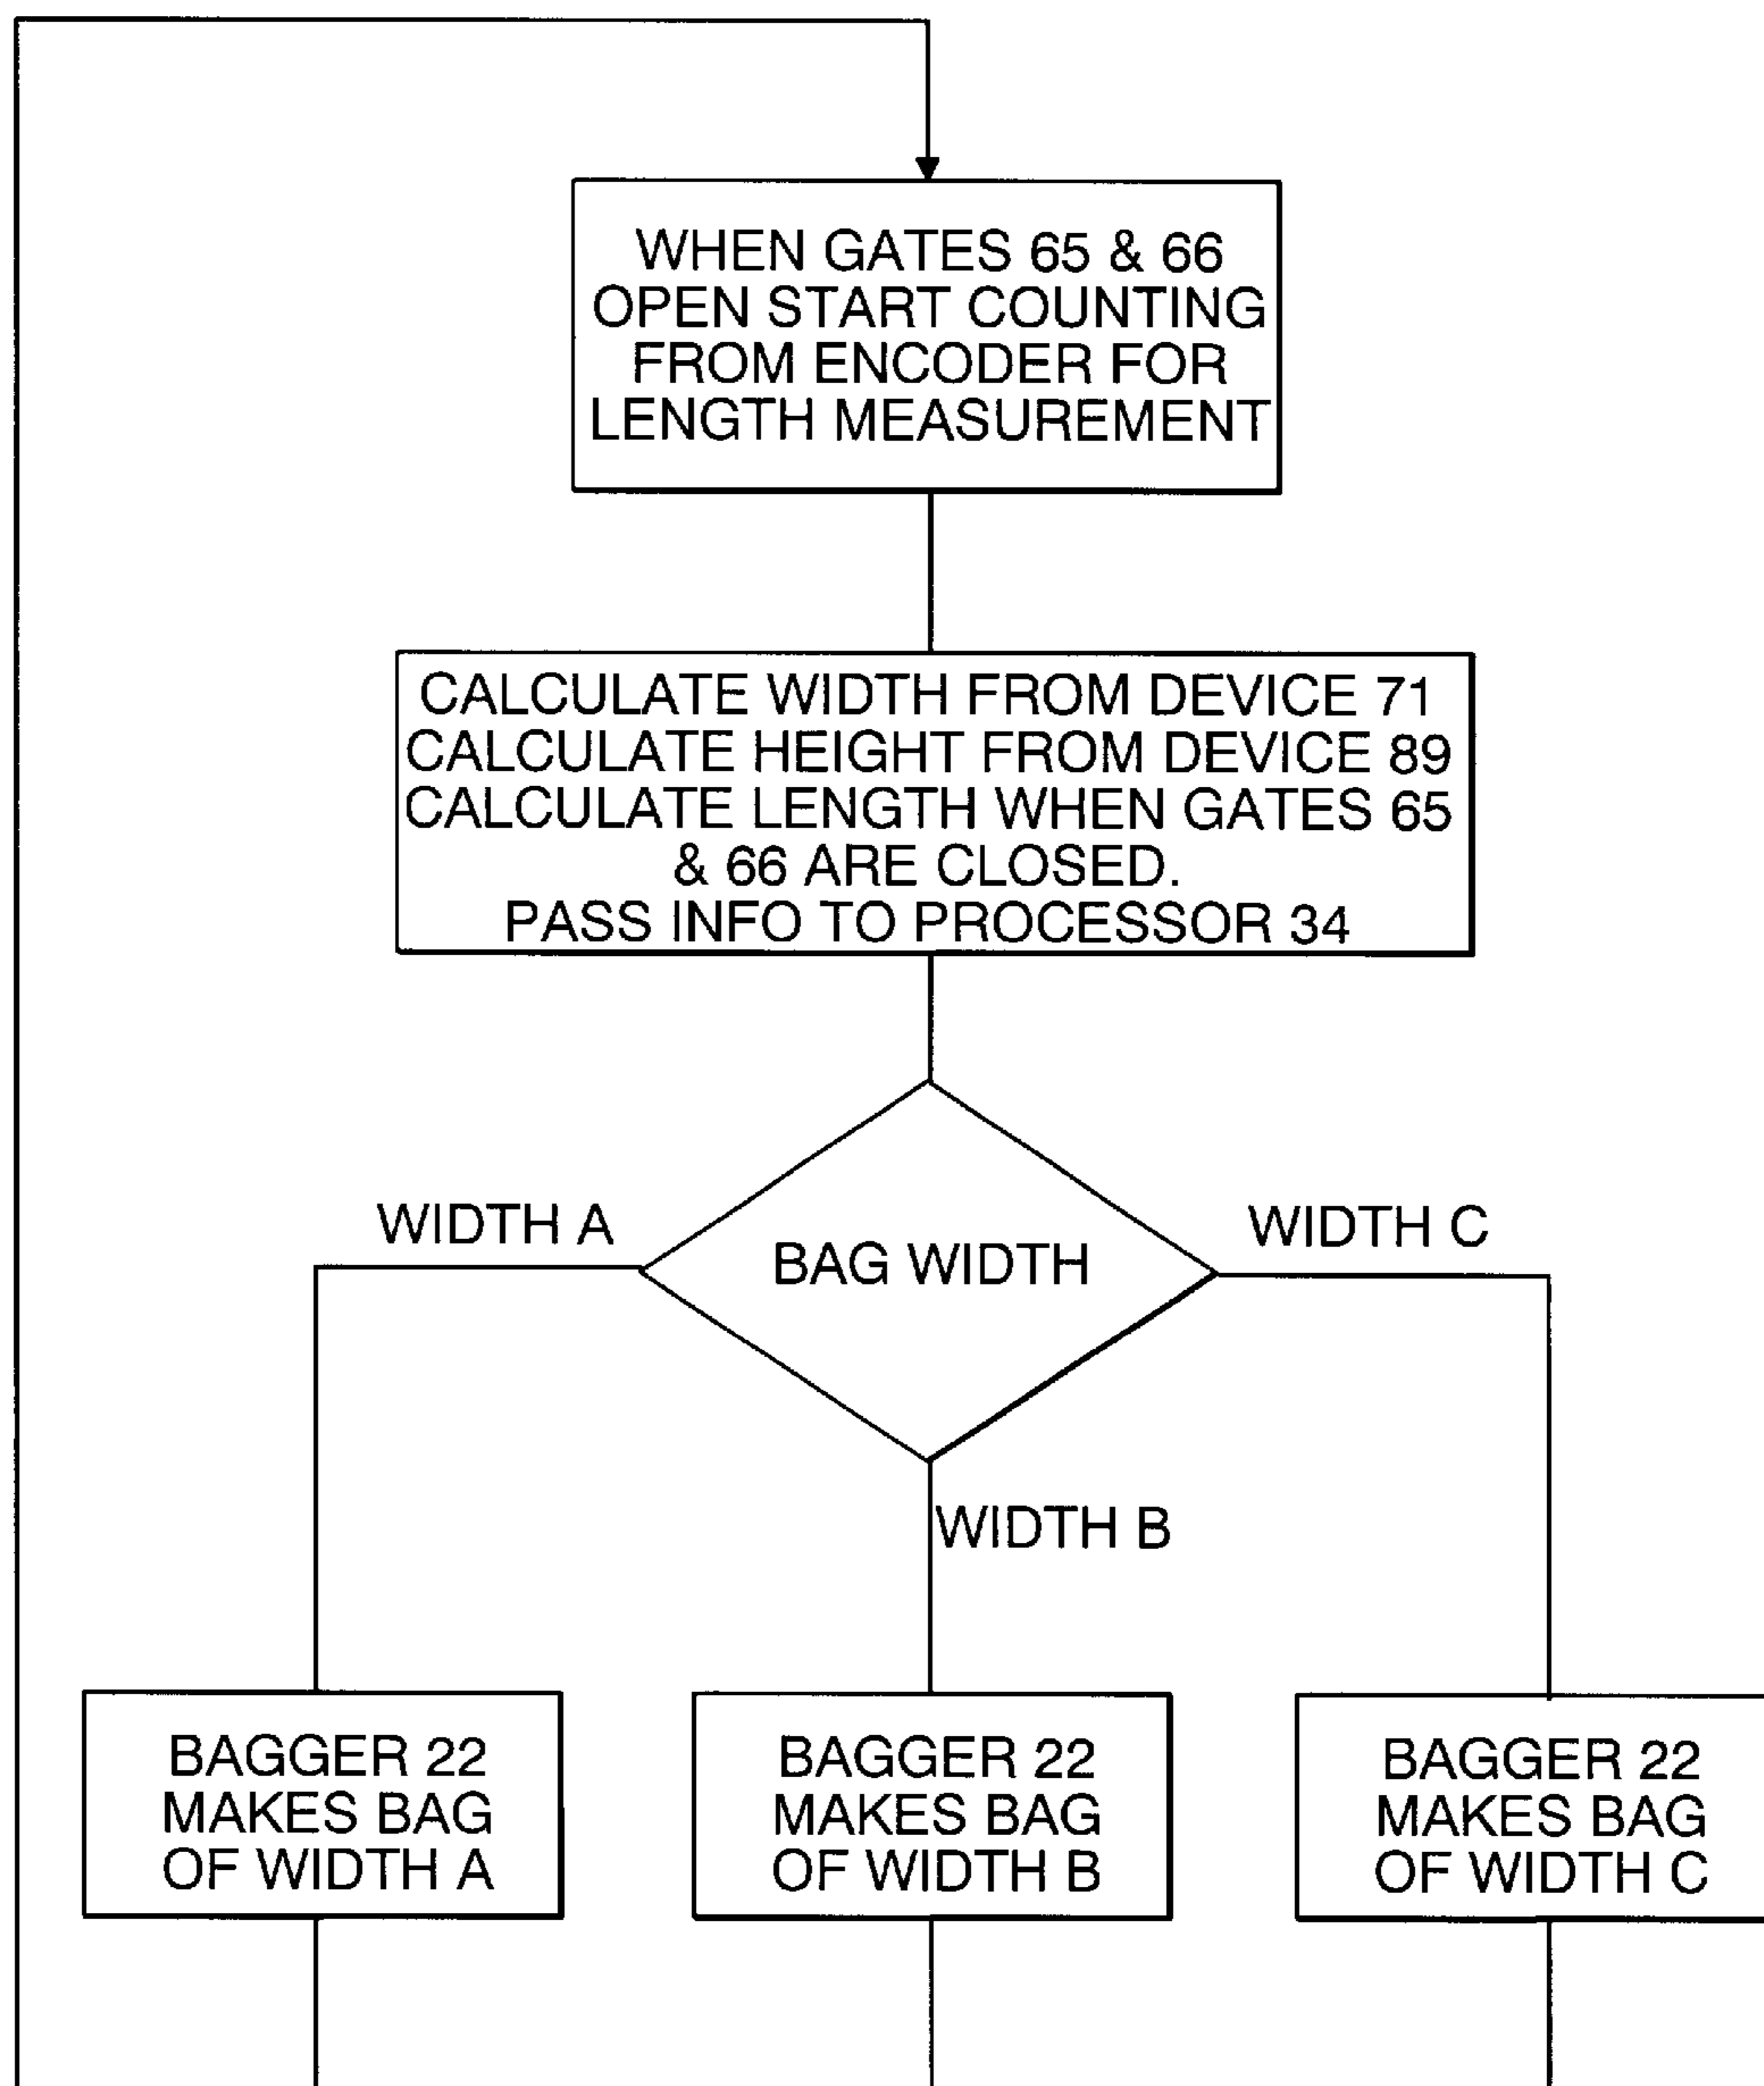 WHEN GATES 65 & 66
OPEN START COUNTING
FROM ENCODER FOR
LENGTH MEASUREMENT
CALCULATE WIDTH FROM DEVICE 71
CALCULATE HEIGHT FROM DEVICE 89
CALCULATE LENGTH WHEN GATES 65
& 66 ARE CLOSED.
PASS INFO TO PROCESSOR 34
WIDTH A
BAG WIDTH
WIDTH C
WIDTH B
BAGGER 22
MAKES BAG
OF WIDTH A
BAGGER 22
MAKES BAG
OF WIDTH B
BAGGER 22
MAKES BAG
OF WIDTH C